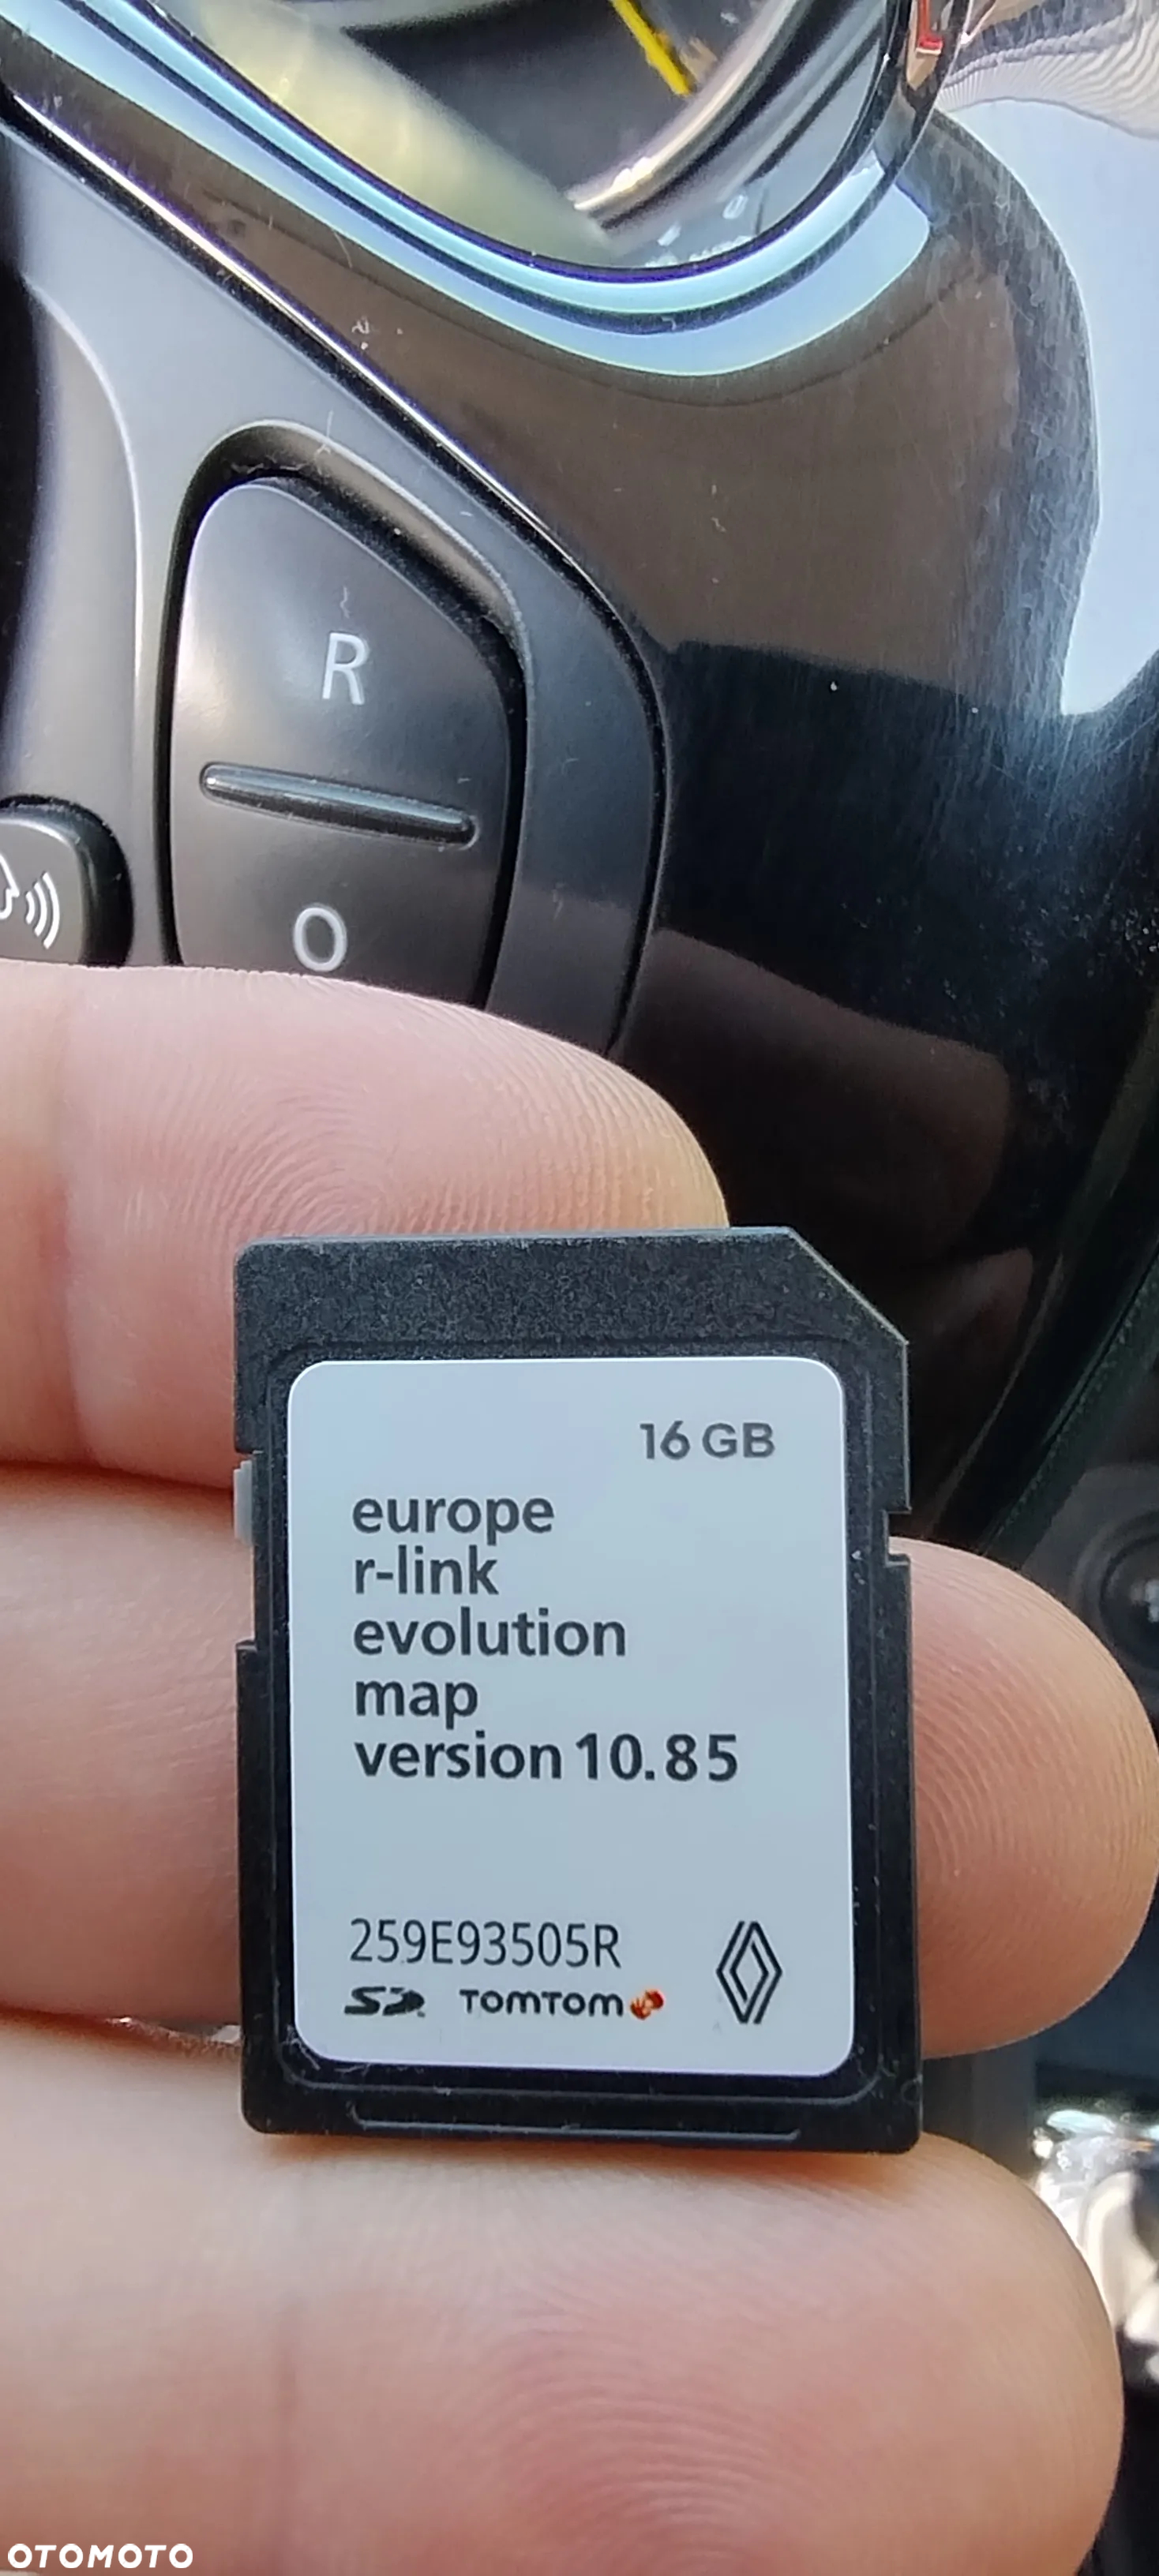 R
O
16 GB
europe
r-link
evolution
map
version 10.85
259E93505R
SD TOMTOM
OTOMOTO